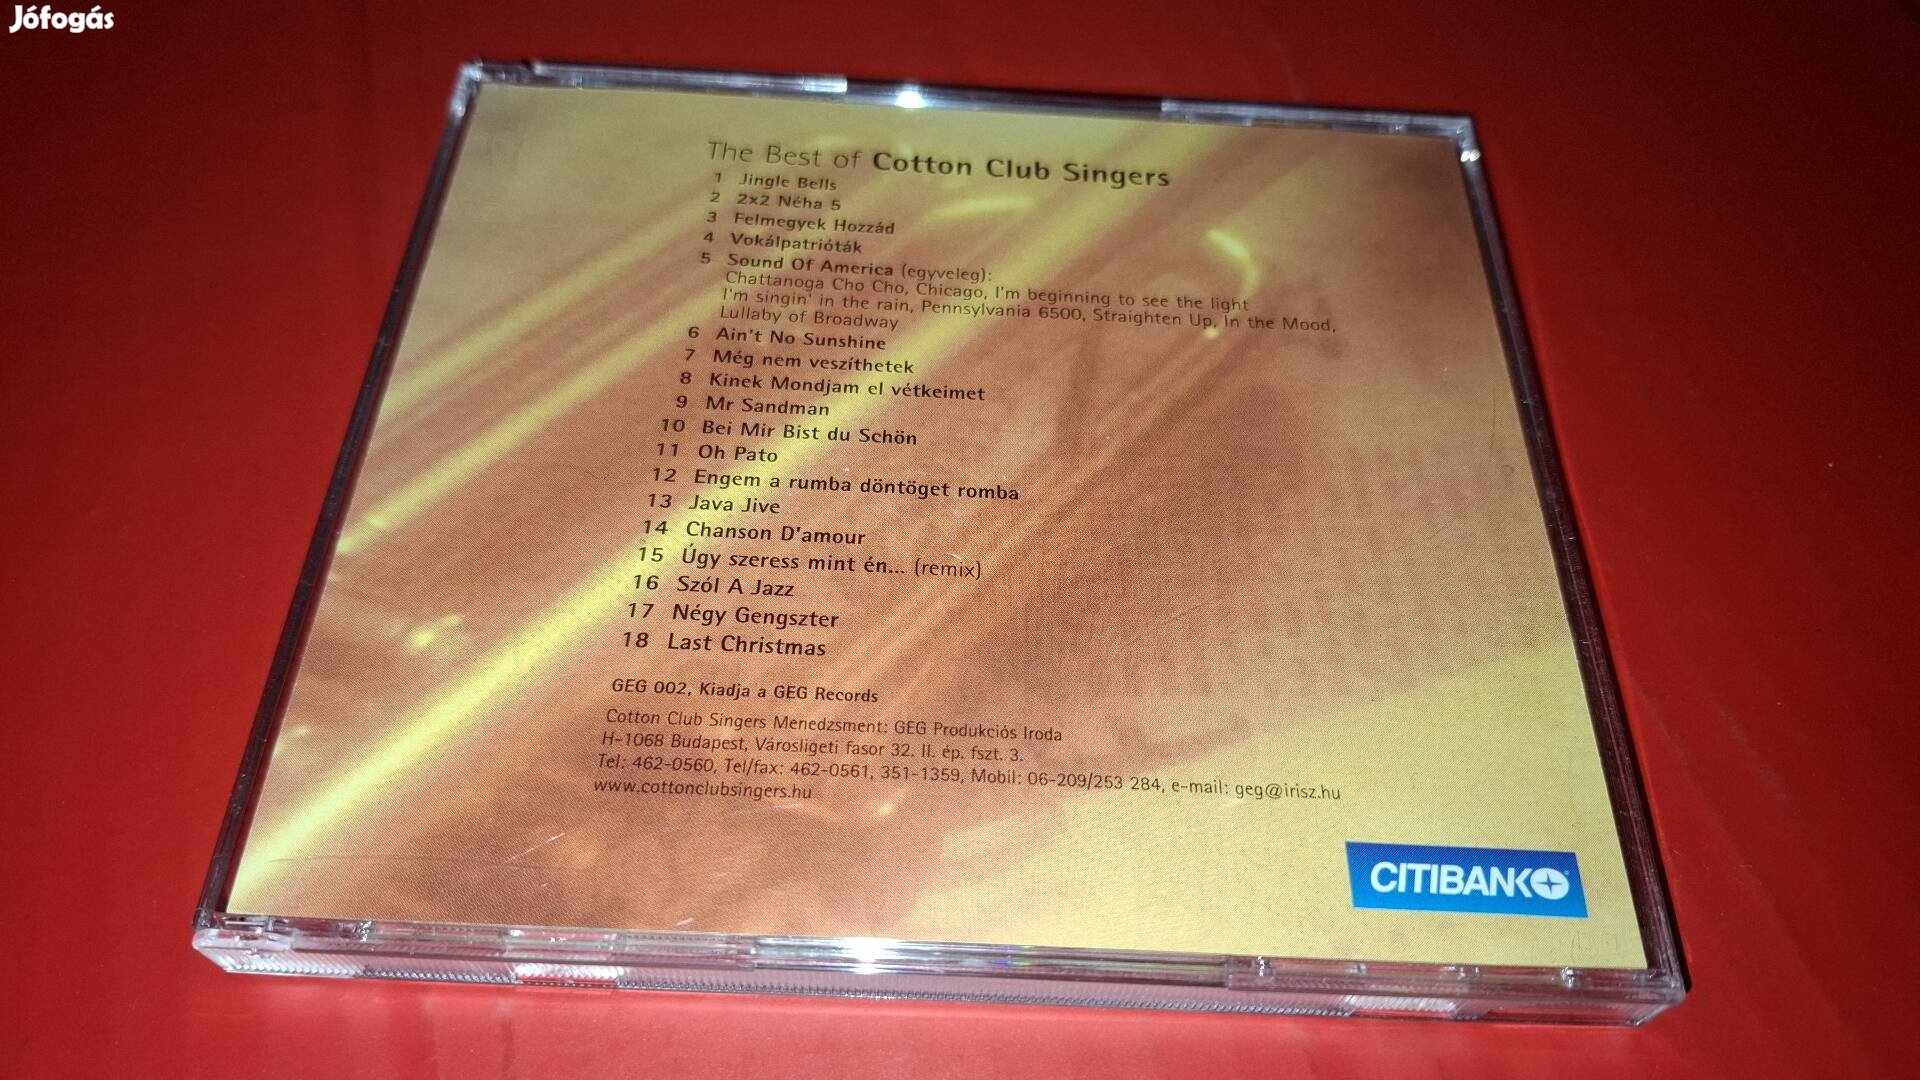 Jófogás
The Best of Cotton Club Singers
1 Jingle Bells
2 2x2 Néha 5
3 Felmegyek Hozzád
4 Vokálpatrióták
5 Sound Of America (egyveleg):
Chattanoga Cho Cho, Chicago, I'm beginning to see the light
I'm singin' in the rain, Pennsylvania 6500, Straighten Up, In the Mood,
Lullaby of Broadway
6 Ain't No Sunshine
7 Még nem veszíthetek
8 Kinek Mondjam el vétkeimet
9 Mr Sandman
10 Bei Mir Bist du Schön
11 Oh Pato
12 Engem a rumba döntöget romba
13 Java Jive
14 Chanson D'amour
15 Úgy szeress mint én... (remix)
16 Szól A Jazz
17 Négy Gengszter
18 Last Christmas
GEG 002, Kiadja a GEG Records
Cotton Club Singers Menedzsment: GEG Produkciós Iroda
H-1068 Budapest, Városligeti fasor 32. II. ép. fszt. 3.
Tel: 462-0560, Tel/fax: 462-0561, 351-1359, Mobil: 06-209/253 284, e-mail: geg@irisz.hu
www.cottonclubsingers.hu
CITIBANK